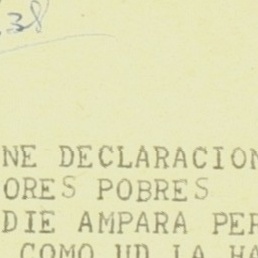 .38
NE DECLARACION
ORES POBRES
DIE AMPARA PER
COMO UD LA HA